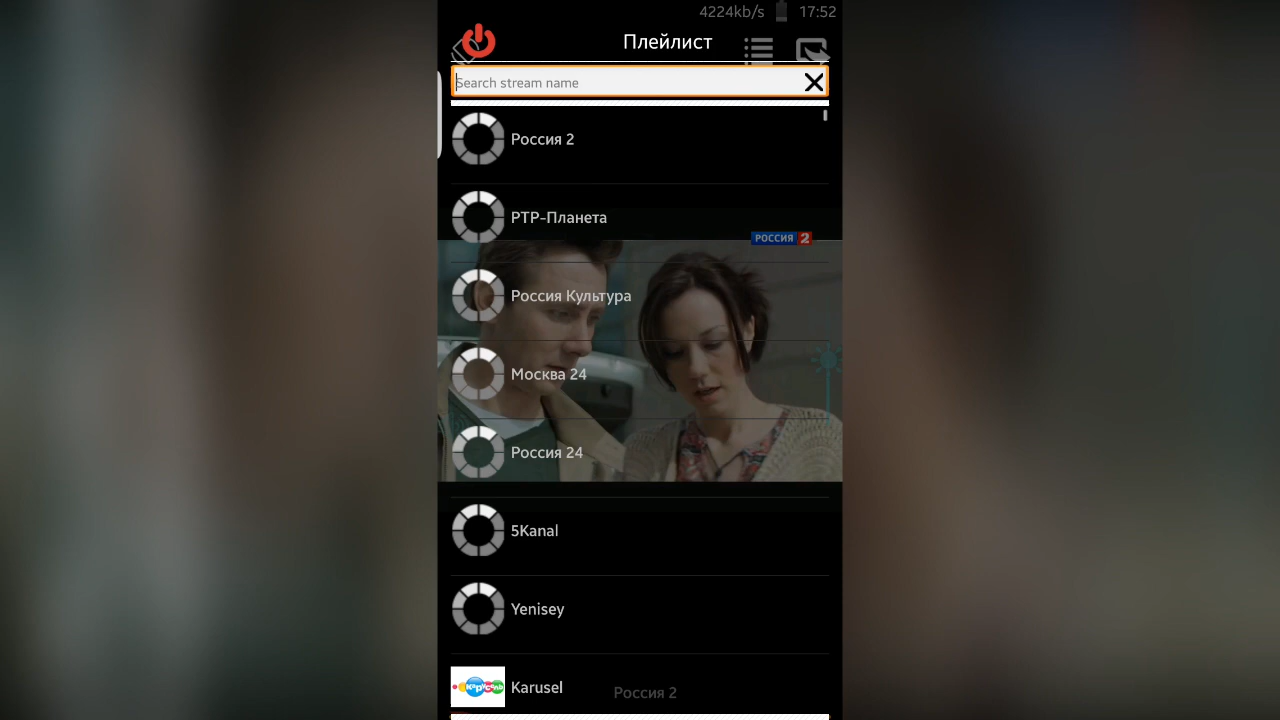 4224kb/s 17:52
Плейлист
Search stream name
Россия 2
РТР-Планета
РОССИЯ 2
Россия Культура
Москва 24
Россия 24
5Kanal
Yenisey
Карусель
Karusel
Россия 2